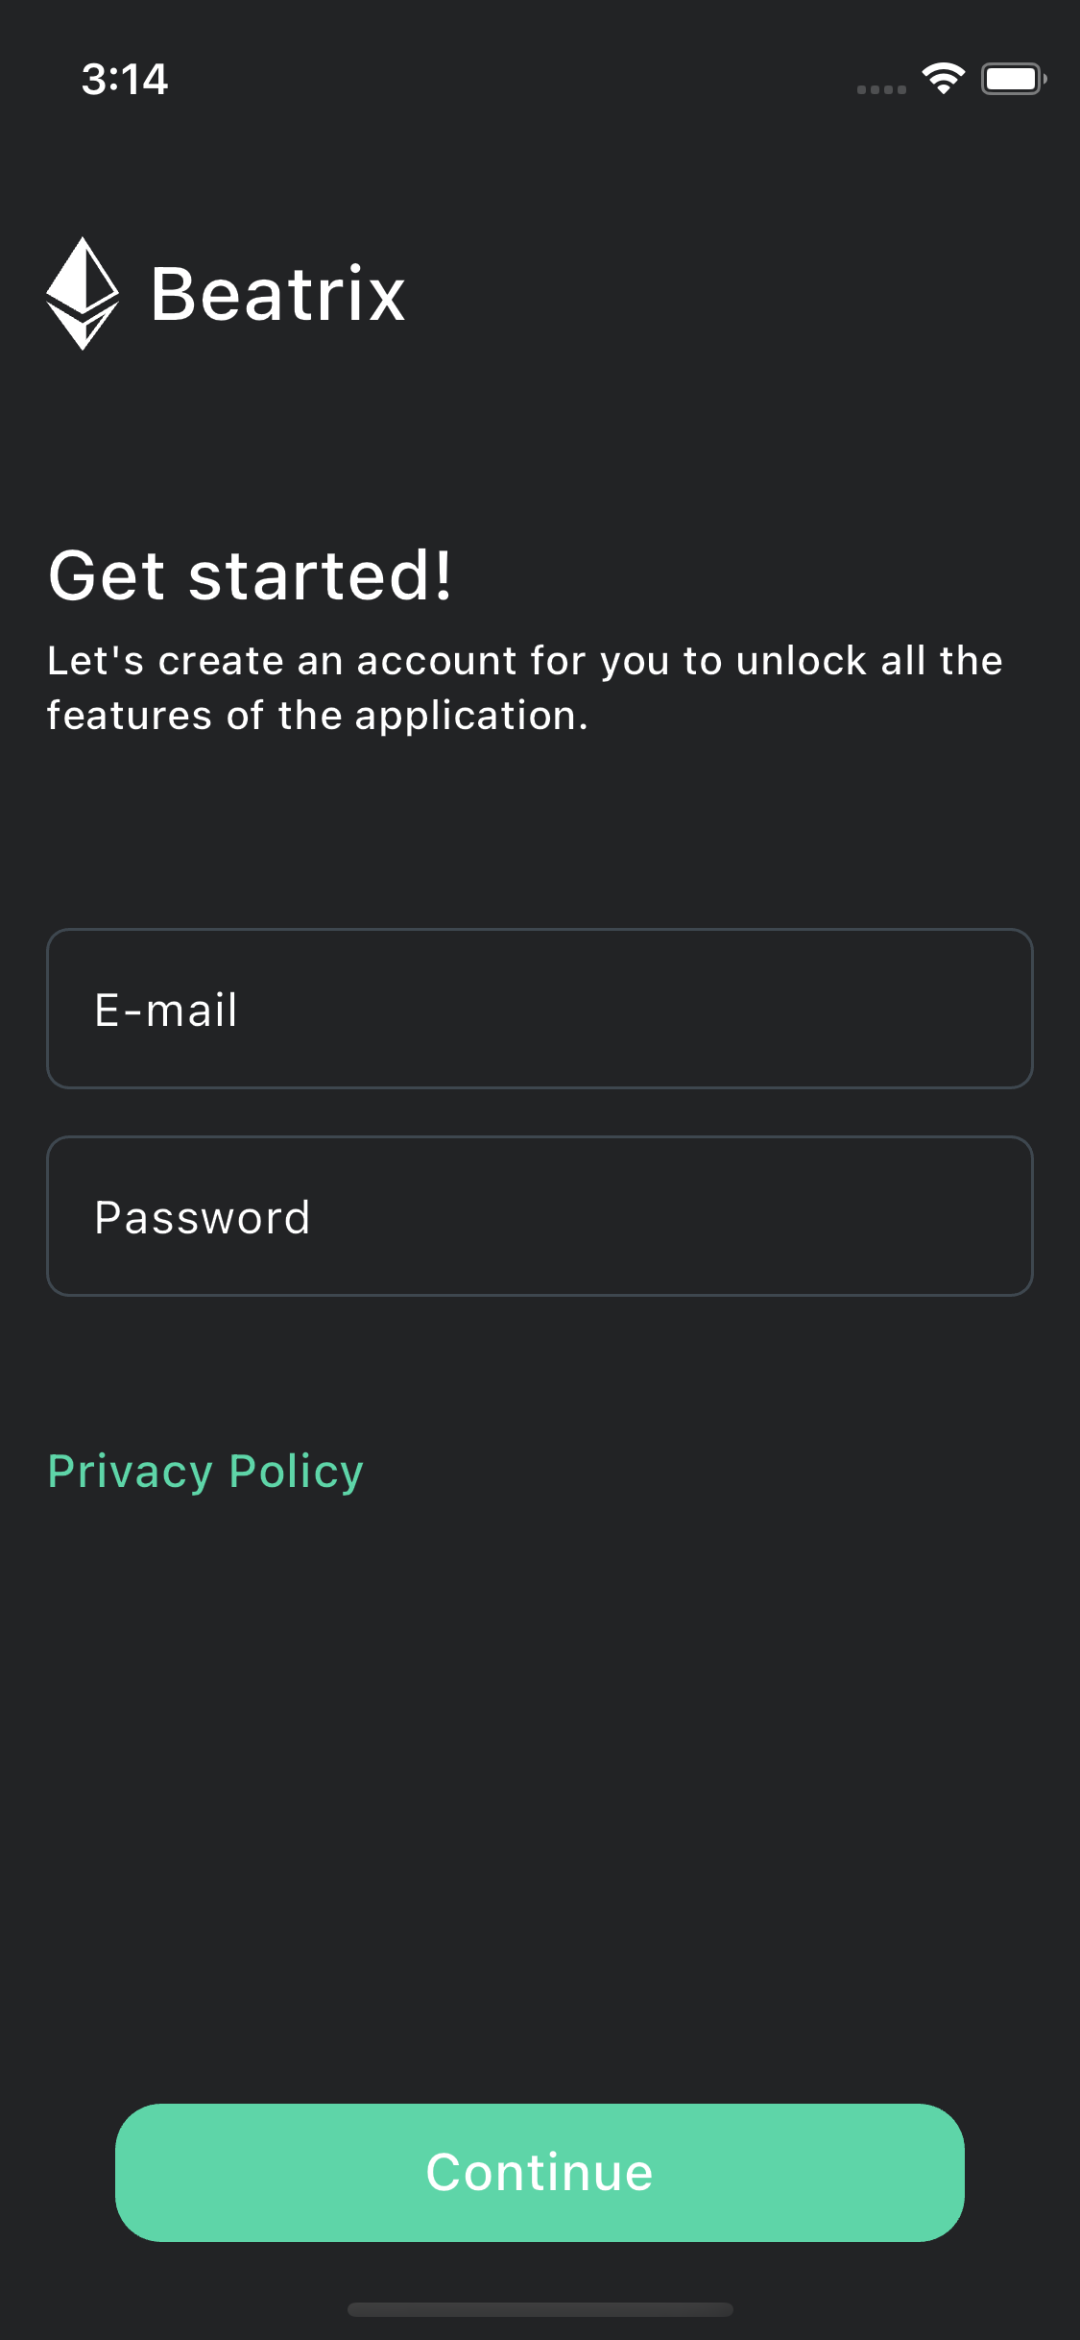 3:14
Beatrix
Get started!
Let's create an account for you to unlock all the
features of the application.
E-mail
Password
Privacy Policy
Continue